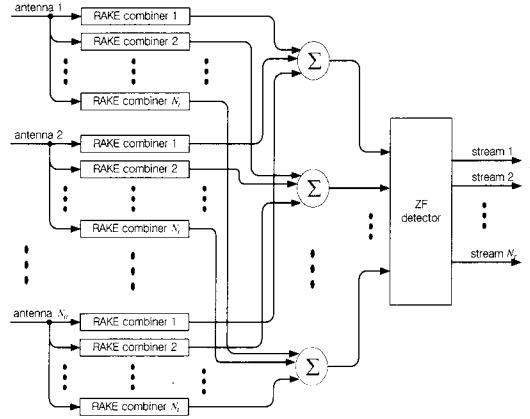 antenna 1
RAKE combiner 1
RAKE combiner 2
RAKE combiner Nt
antenna 2
RAKE combiner 1
RAKE combiner 2
RAKE combiner Nt
antenna
RAKE combiner 1
RAKE combiner 2
RAKE combiner Nt
Σ
Σ
Σ
ZF
detector
stream 1
stream 2
stream